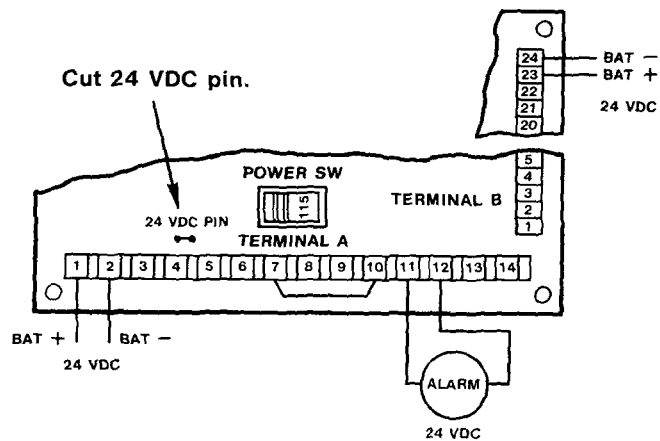 24 BAT −
23 BAT +
22
21 24 VDC
20
Cut 24 VDC pin.
5
4
3
2
1
POWER SW
115
TERMINAL B
24 VDC PIN
TERMINAL A
1 2 3 4 5 6 7 8 9 10 11 12 13 14
BAT + BAT −
24 VDC
ALARM
24 VDC